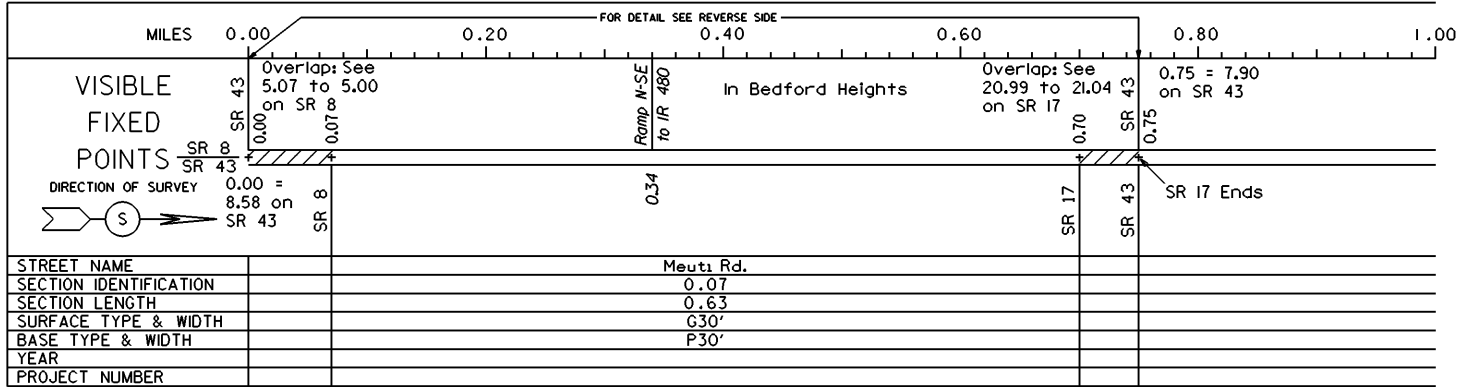 FOR DETAIL SEE REVERSE SIDE
MILES 0.00 0.20 0.40 0.60 0.80 1.00
VISIBLE
FIXED
POINTS
SR 8
SR 43
DIRECTION OF SURVEY
S
0.00 =
8.58 on
SR 43
SR 43
0.00
Overlap: See
5.07 to 5.00
on SR 8
0.07
SR 8
Ramp N-SE
to IR 480
0.34
In Bedford Heights
Overlap: See
20.99 to 21.04
on SR 17
0.70
SR 17
SR 43
0.75
SR 43
0.75 = 7.90
on SR 43
SR 17 Ends
STREET NAME Meuti Rd.
SECTION IDENTIFICATION 0.07
SECTION LENGTH 0.63
SURFACE TYPE & WIDTH G30'
BASE TYPE & WIDTH P30'
YEAR
PROJECT NUMBER